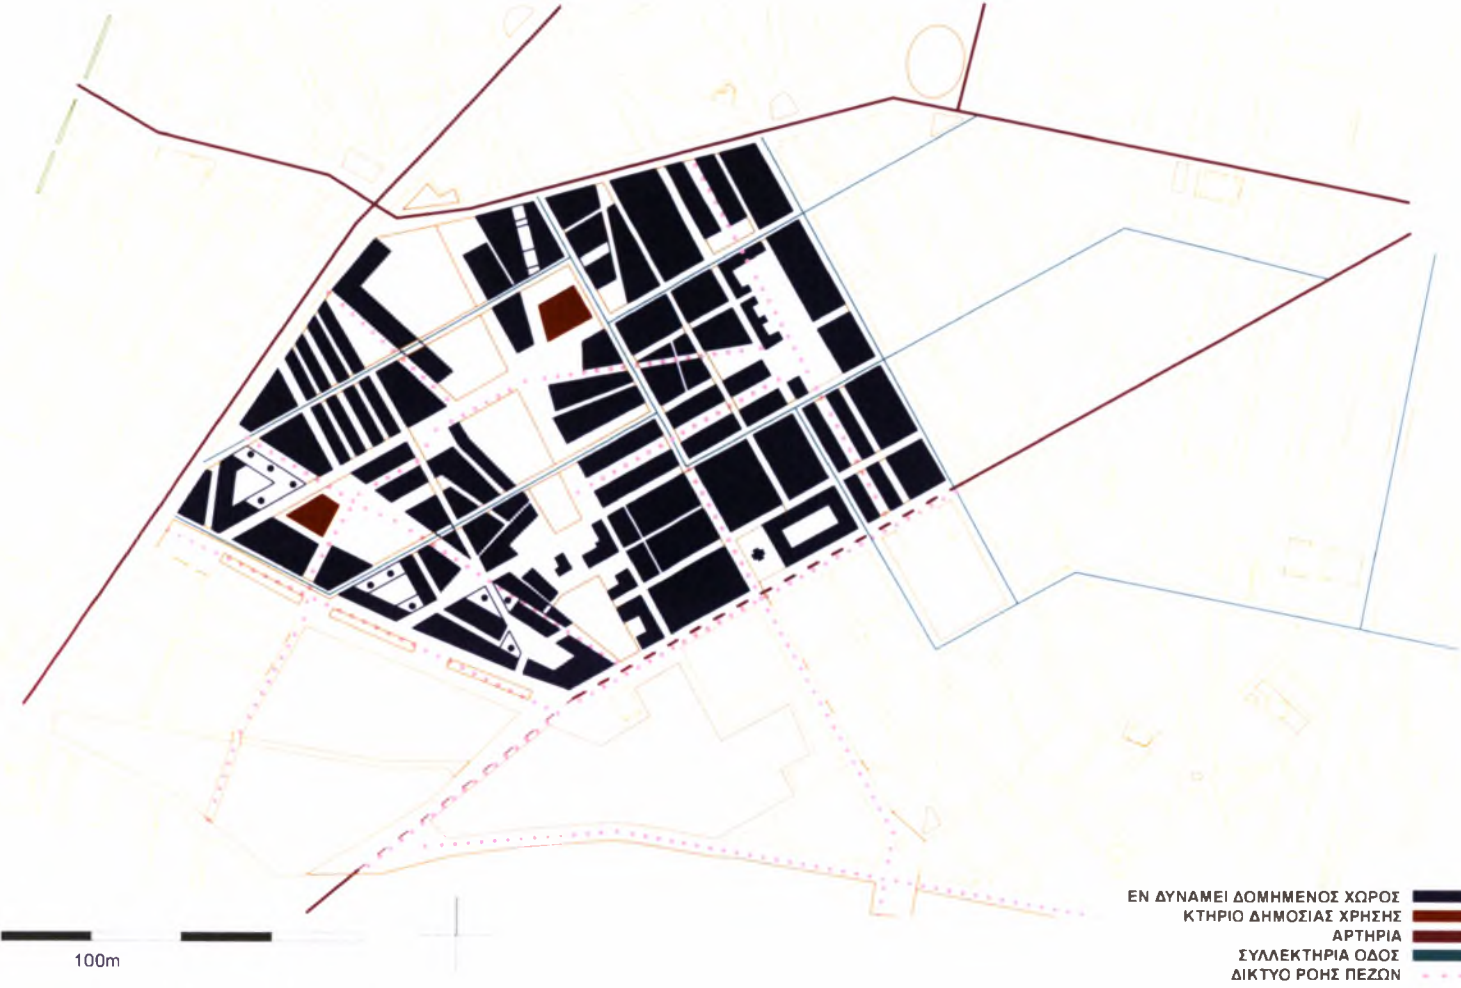 ΕΝ ΔΥΝΑΜΕΙ ΔΟΜΗΜΕΝΟΣ ΧΩΡΟΣ
ΚΤΗΡΙΟ ΔΗΜΟΣΙΑΣ ΧΡΗΣΗΣ
ΑΡΤΗΡΙΑ
ΣΥΛΛΕΚΤΗΡΙΑ ΟΔΟΣ
ΔΙΚΤΥΟ ΡΟΗΣ ΠΕΖΩΝ
100m